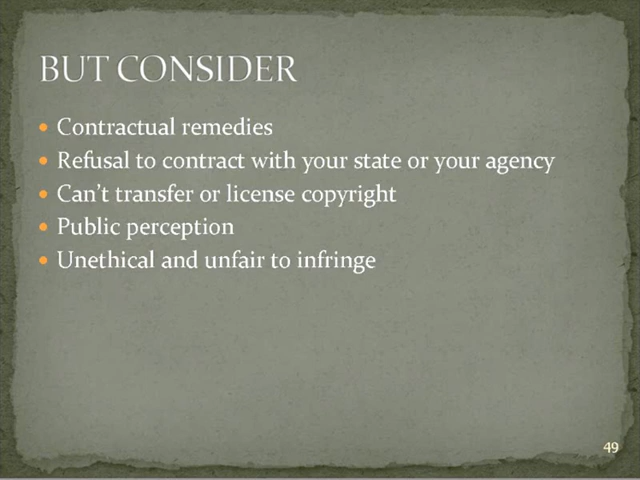 BUT CONSIDER
• Contractual remedies
• Refusal to contract with your state or your agency
• Can’t transfer or license copyright
• Public perception
• Unethical and unfair to infringe
49